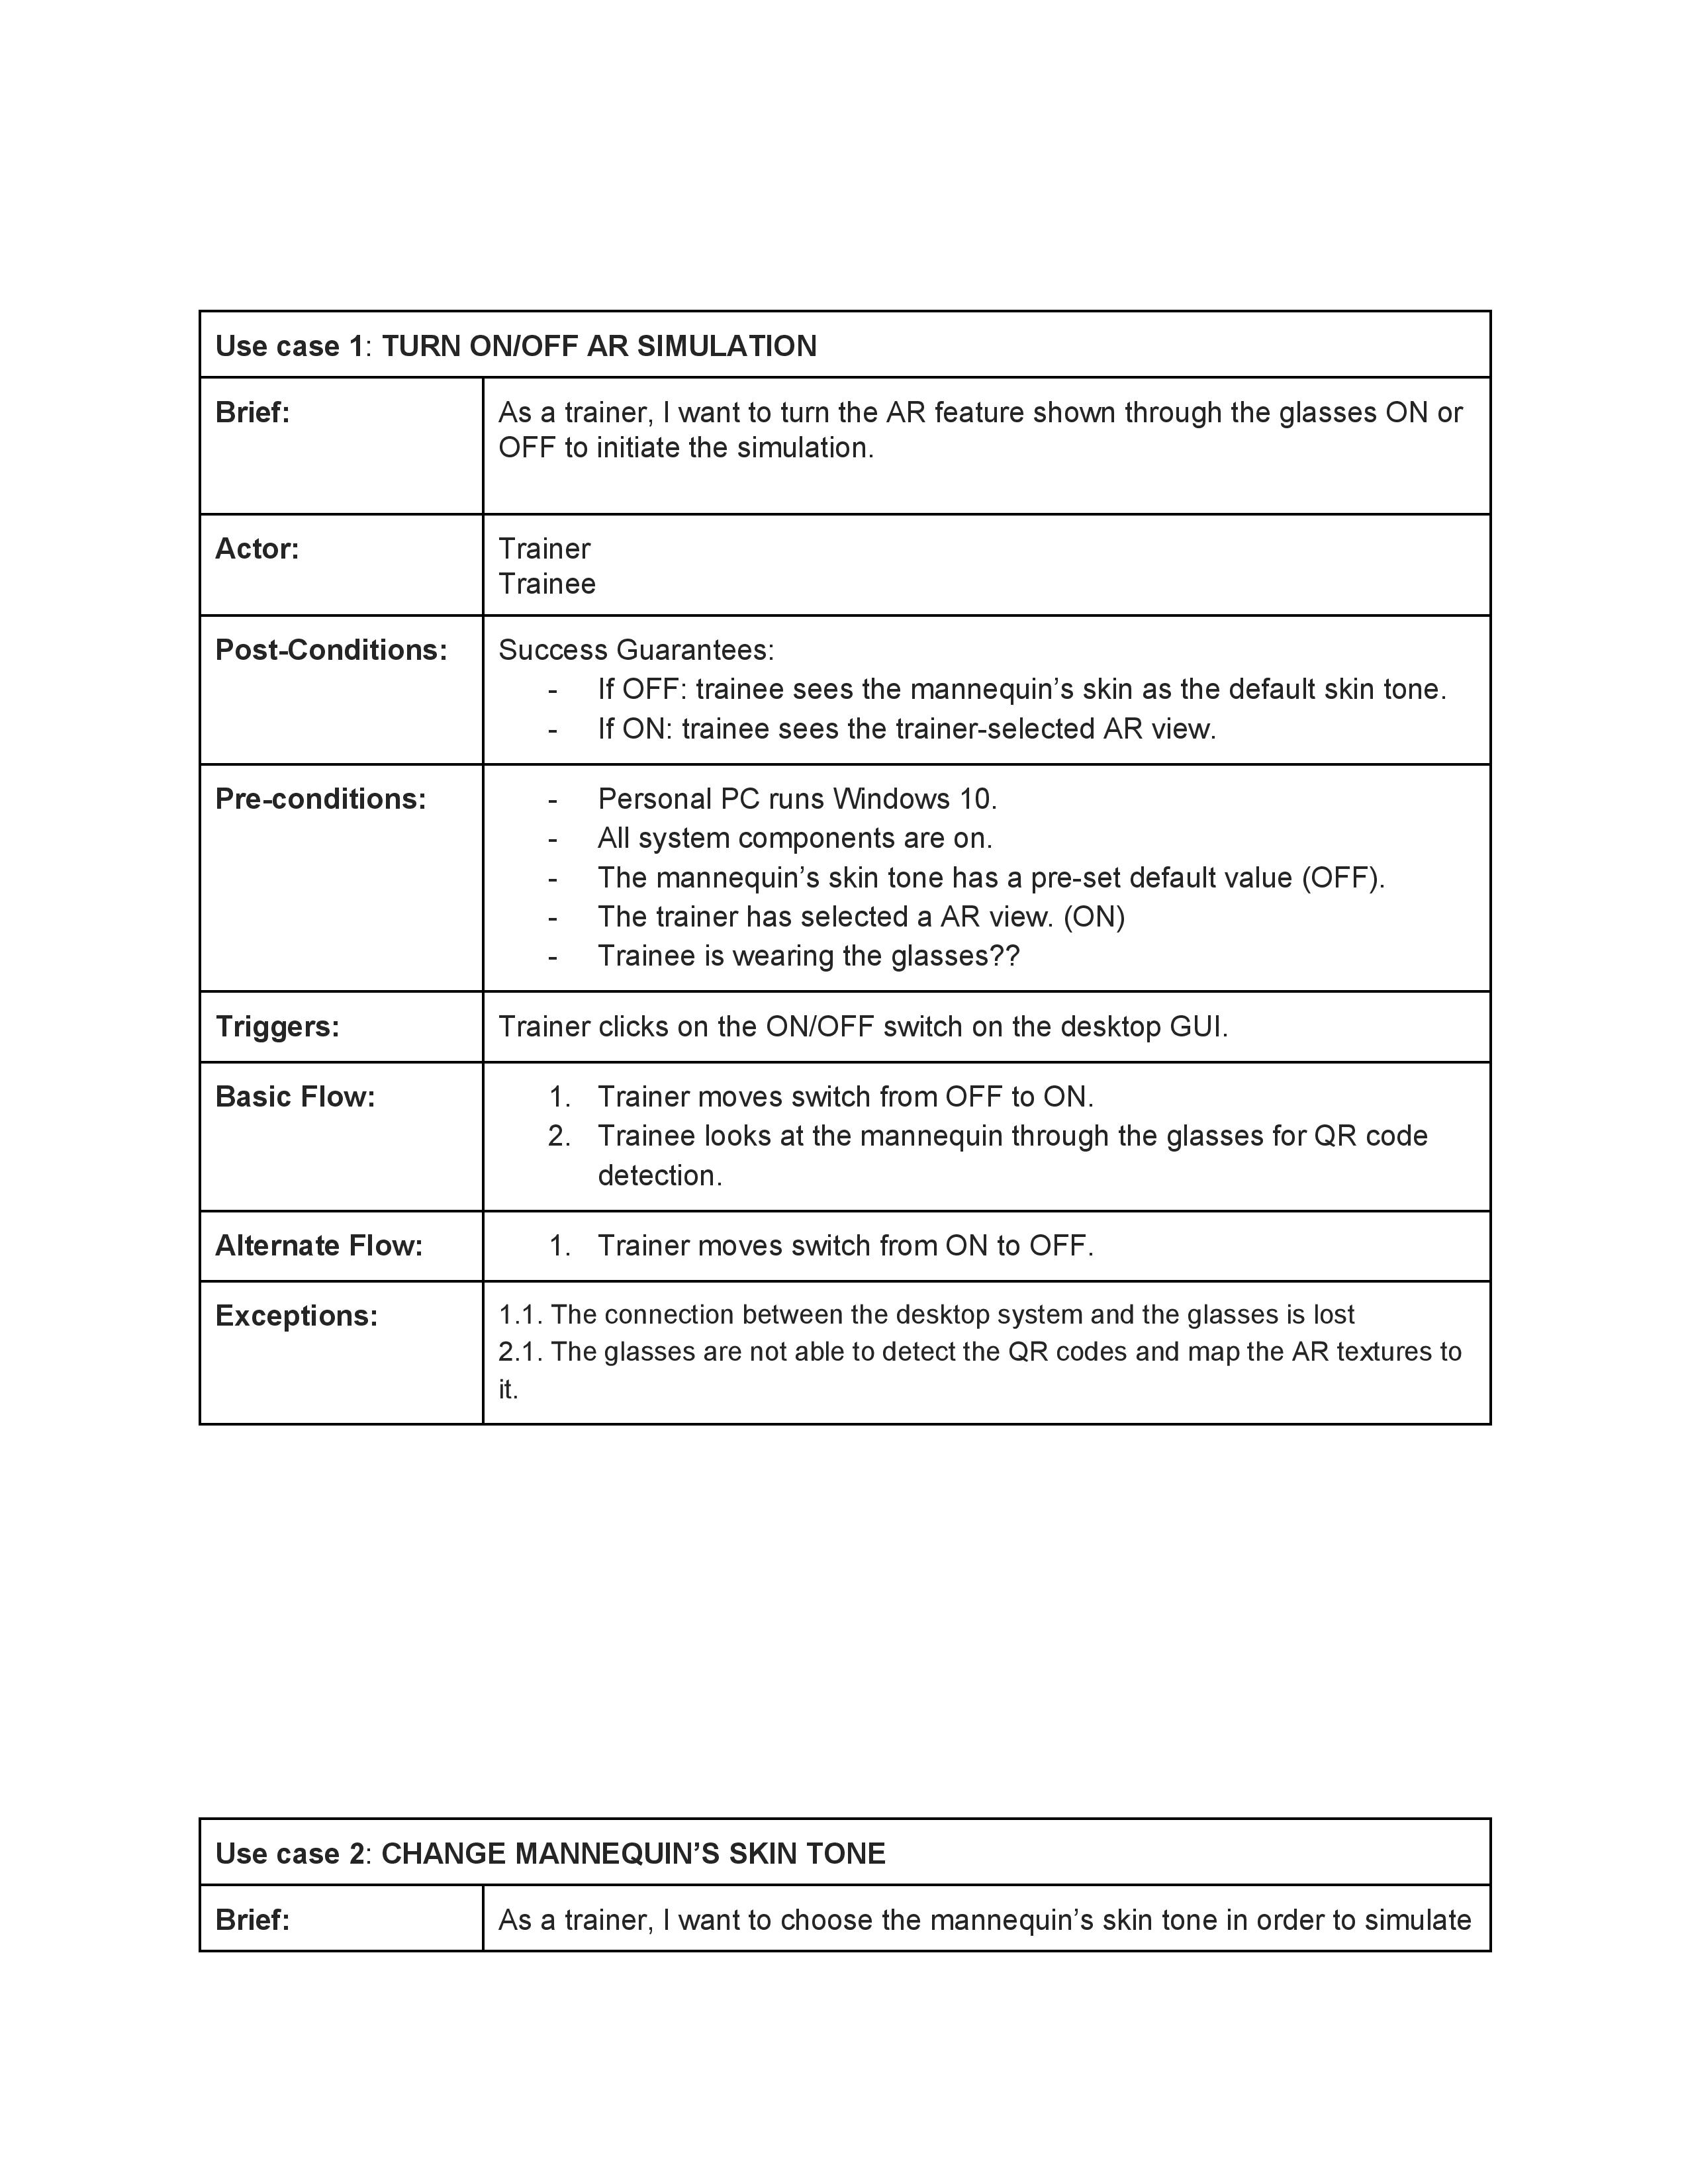 Use case 1: TURN ON/OFF AR SIMULATION
Brief:
As a trainer, I want to turn the AR feature shown through the glasses ON or
OFF to initiate the simulation.
Actor:
Trainer
Trainee
Post-Conditions:
Success Guarantees:
- If OFF: trainee sees the mannequin’s skin as the default skin tone.
- If ON: trainee sees the trainer-selected AR view.
Pre-conditions:
- Personal PC runs Windows 10.
- All system components are on.
- The mannequin’s skin tone has a pre-set default value (OFF).
- The trainer has selected a AR view. (ON)
- Trainee is wearing the glasses??
Triggers:
Trainer clicks on the ON/OFF switch on the desktop GUI.
Basic Flow:
1. Trainer moves switch from OFF to ON.
2. Trainee looks at the mannequin through the glasses for QR code
detection.
Alternate Flow:
1. Trainer moves switch from ON to OFF.
Exceptions:
1.1. The connection between the desktop system and the glasses is lost
2.1. The glasses are not able to detect the QR codes and map the AR textures to
it.
Use case 2: CHANGE MANNEQUIN’S SKIN TONE
Brief:
As a trainer, I want to choose the mannequin’s skin tone in order to simulate